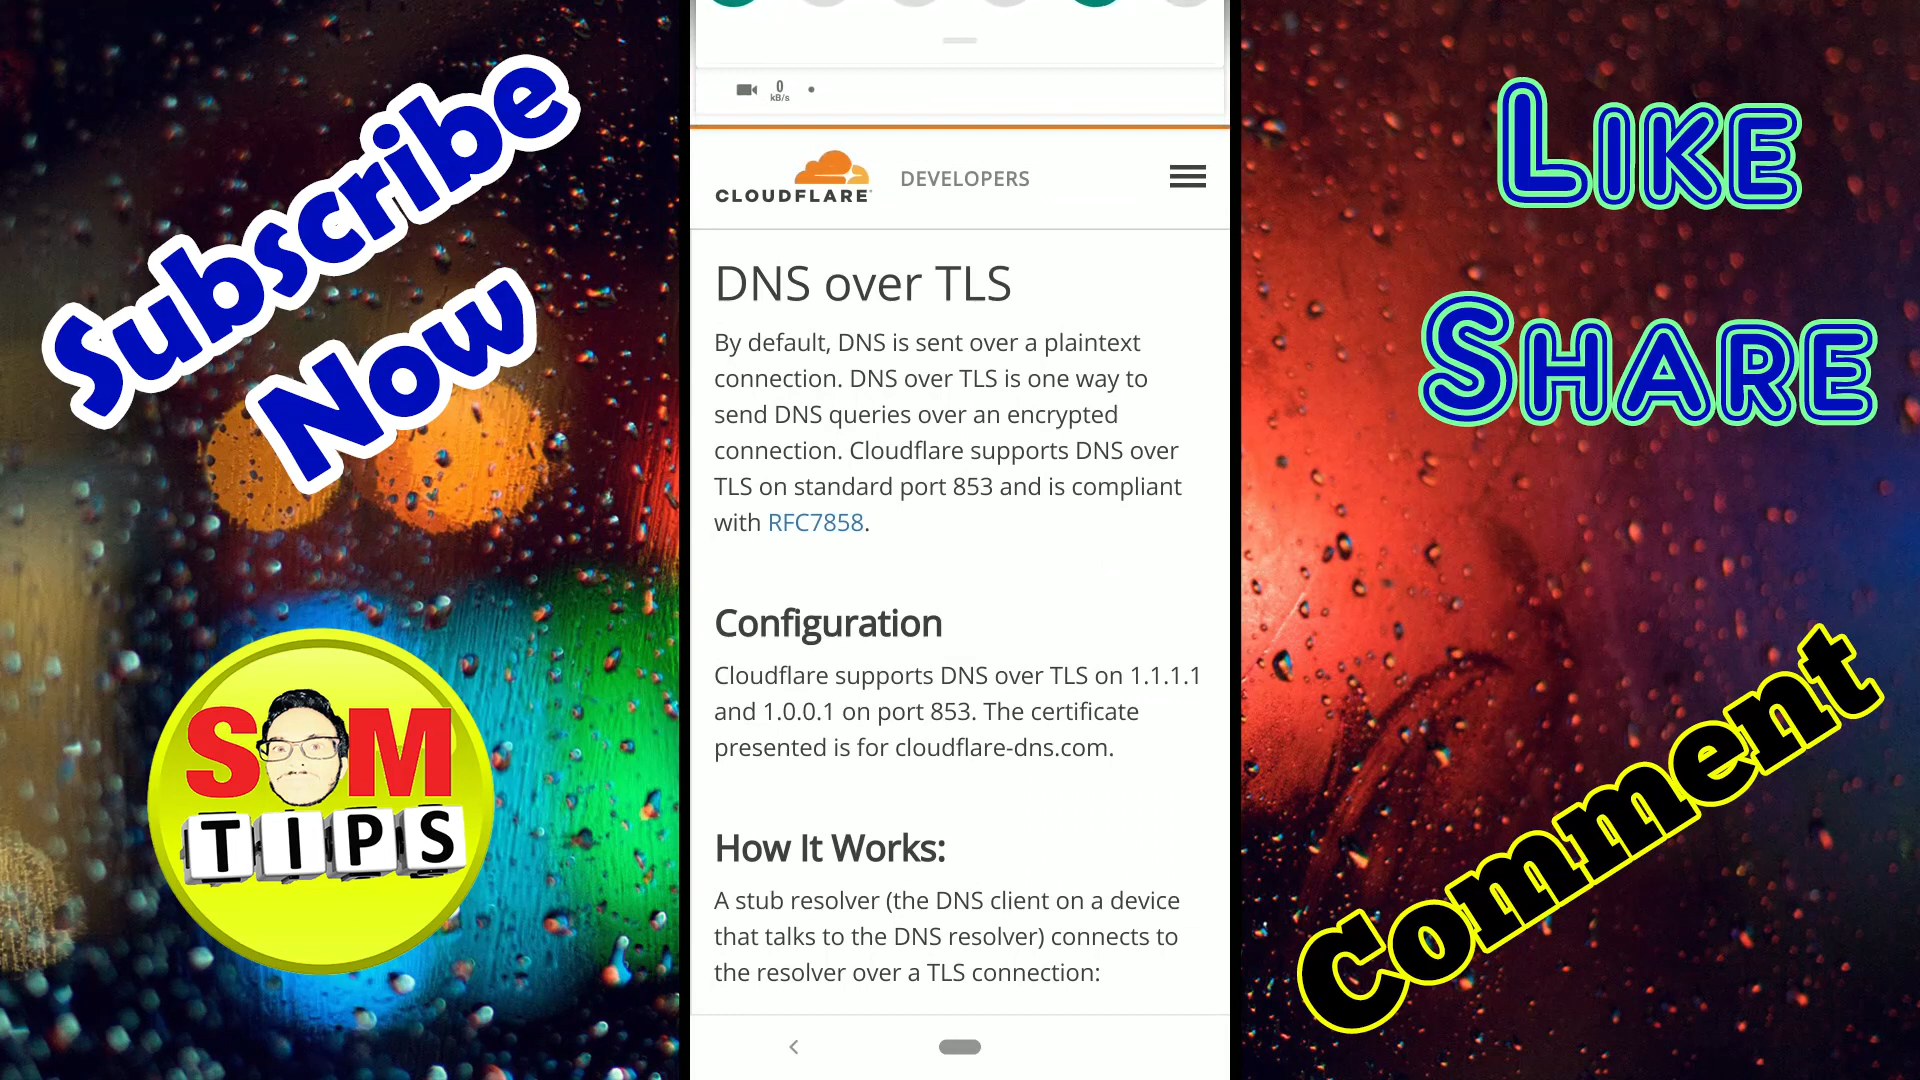 Subscribe
Now
SOM
TIPS
0
kB/s
CLOUDFLARE
DEVELOPERS
DNS over TLS
By default, DNS is sent over a plaintext
connection. DNS over TLS is one way to
send DNS queries over an encrypted
connection. Cloudflare supports DNS over
TLS on standard port 853 and is compliant
with RFC7858.
Configuration
Cloudflare supports DNS over TLS on 1.1.1.1
and 1.0.0.1 on port 853. The certificate
presented is for cloudflare-dns.com.
How It Works:
A stub resolver (the DNS client on a device
that talks to the DNS resolver) connects to
the resolver over a TLS connection:
LIKE
SHARE
Comment